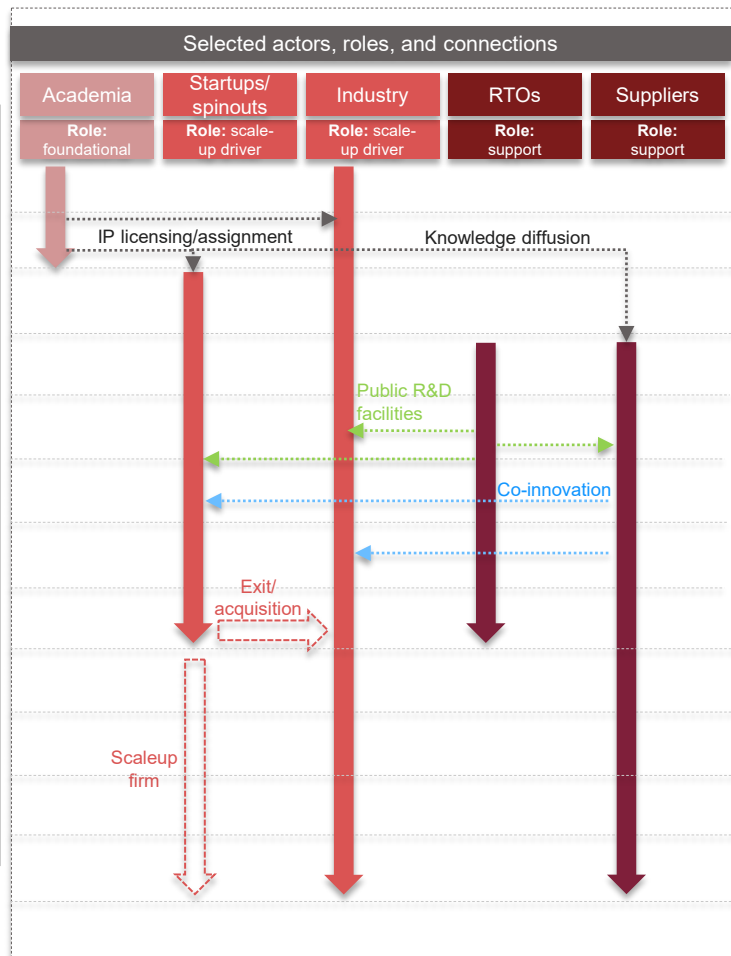 Selected actors, roles, and connections
Academia
Startups/
spinouts
Industry
RTOs
Suppliers
Role:
foundational
Role: scale-
up driver
Role: scale-
up driver
Role:
support
Role:
support
IP licensing/assignment
Knowledge diffusion
Public R&D
facilities
Co-innovation
Exit/
acquisition
Scaleup
firm